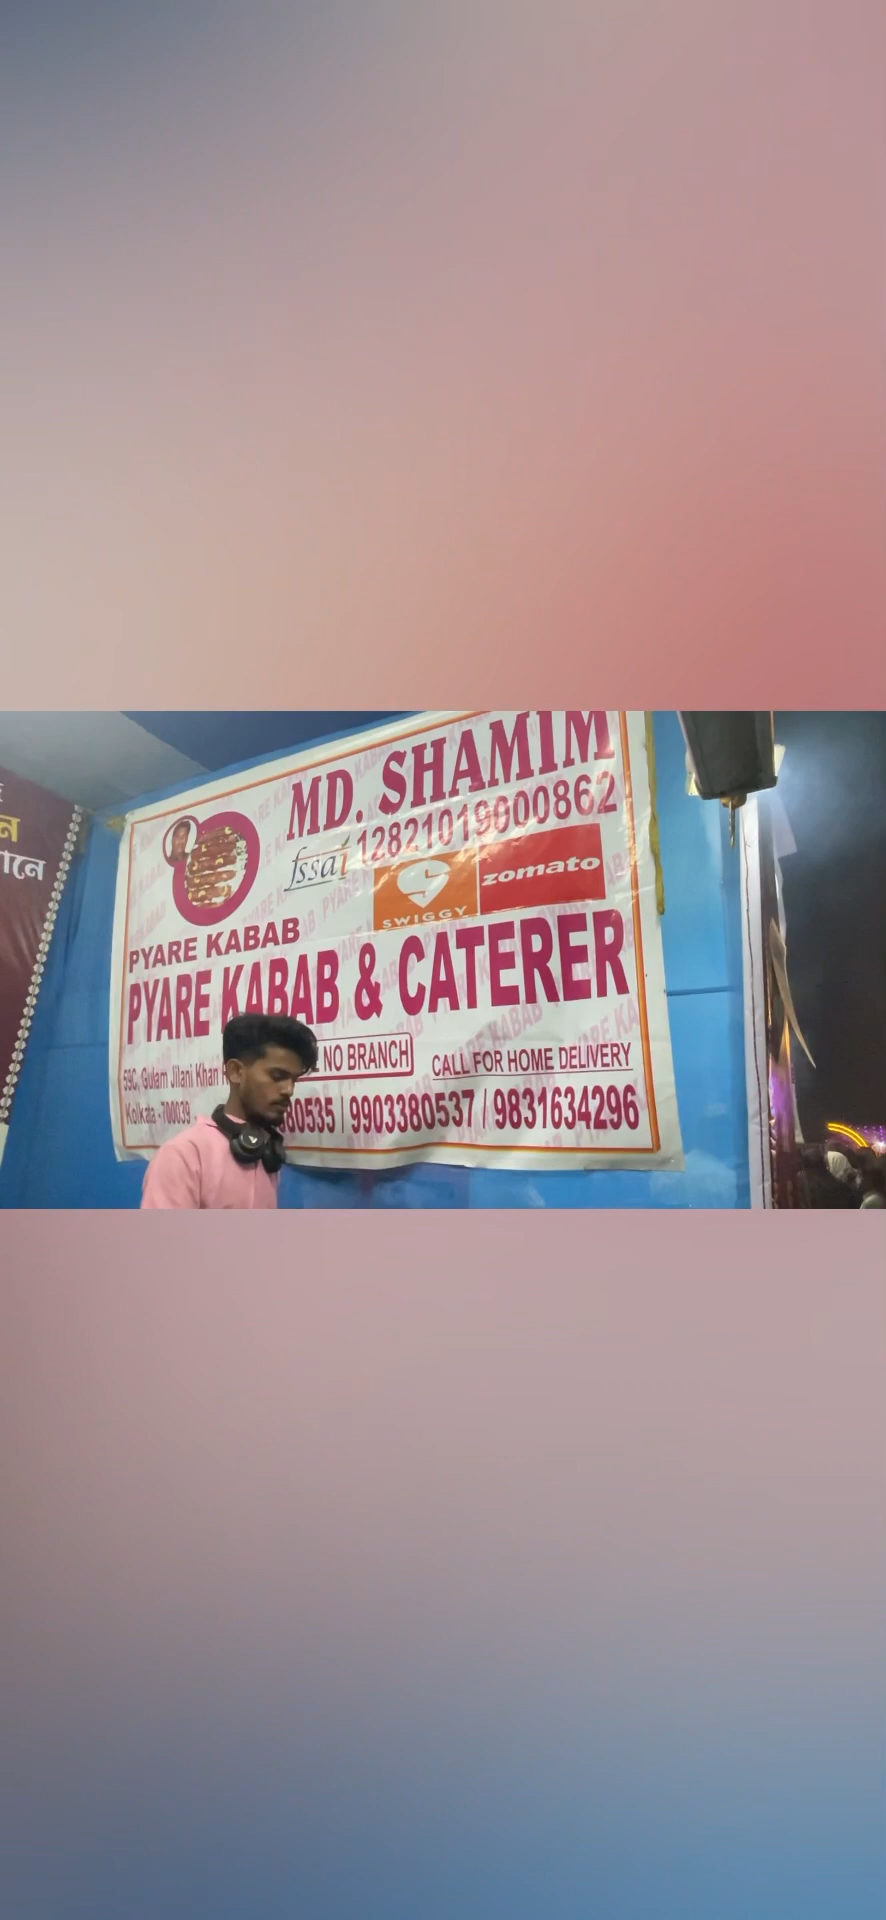 ন
ানে
MD. SHAMIM
fssai 12821019000862
SWIGGY
zomato
PYARE KABAB
PYARE KABAB & CATERER
NO BRANCH
CALL FOR HOME DELIVERY
59C, Gulam Jilani Khan
Kolkata -700039
80535 / 9903380537 / 9831634296